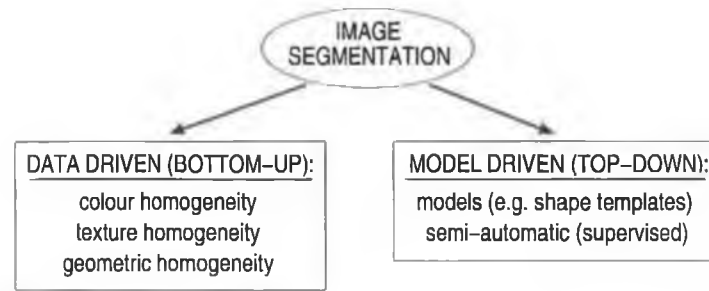 IMAGE
SEGMENTATION
DATA DRIVEN (BOTTOM–UP):
colour homogeneity
texture homogeneity
geometric homogeneity
MODEL DRIVEN (TOP–DOWN):
models (e.g. shape templates)
semi–automatic (supervised)